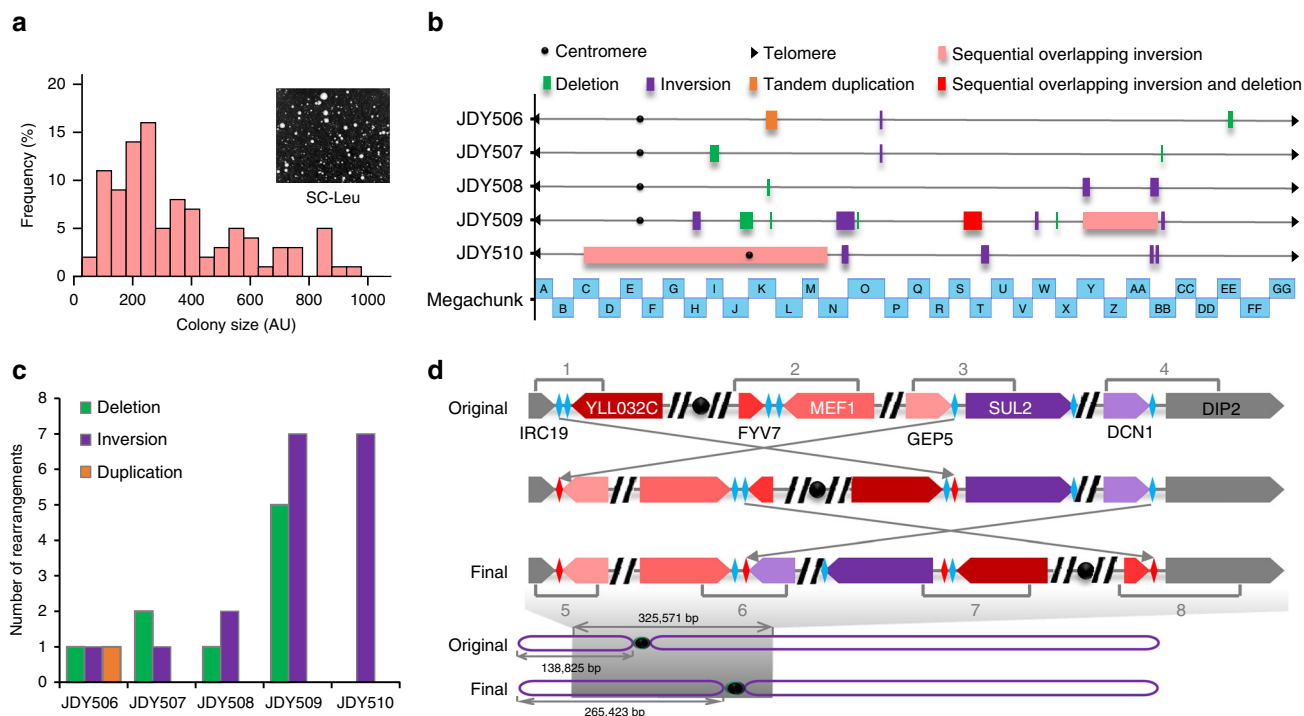 a
Frequency (%)
20
15
10
5
0
0 200 400 600 800 1000
Colony size (AU)
SC-Leu
b
Centromere Telomere Sequential overlapping inversion
Deletion Inversion Tandem duplication Sequential overlapping inversion and deletion
JDY506
JDY507
JDY508
JDY509
JDY510
Megachunk
A C E G I K M O Q S U W Y AA CC EE GG
B D F H J L N P R T V X Z BB DD FF
c
Number of rearrangements
8
7
6
5
4
3
2
1
0
Deletion
Inversion
Duplication
JDY506 JDY507 JDY508 JDY509 JDY510
d
1 2 3 4
Original YLL032C MEF1 SUL2 DIP2
IRC19 FYV7 GEP5 DCN1
Final
5 6 7 8
325,571 bp
Original
138,825 bp
Final
265,423 bp